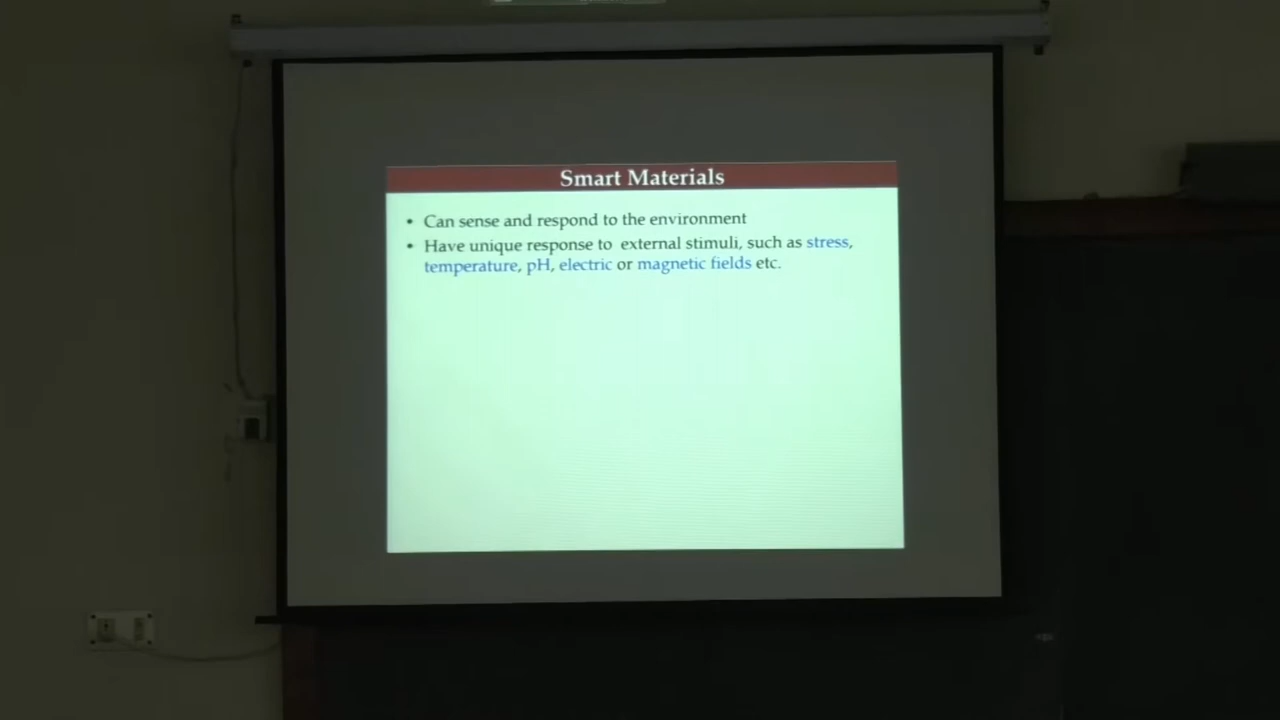 Smart Materials
• Can sense and respond to the environment
• Have unique response to external stimuli, such as stress,
temperature, pH, electric or magnetic fields etc.